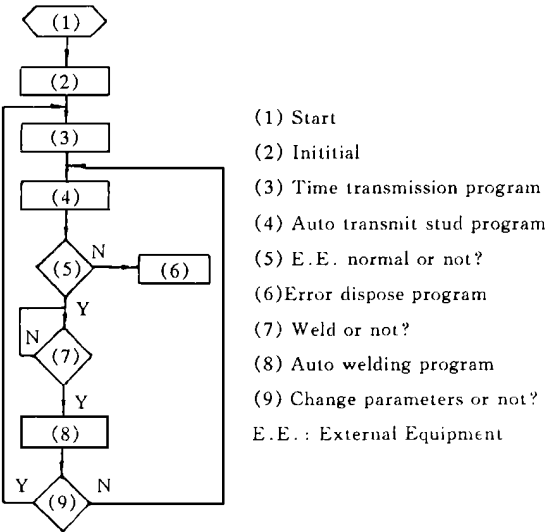 (1)
(2)
(3)
(4)
(5)
N
(6)
Y
N
(7)
Y
(8)
Y
(9)
N
(1) Start
(2) Inititial
(3) Time transmission program
(4) Auto transmit stud program
(5) E.E. normal or not?
(6)Error dispose program
(7) Weld or not?
(8) Auto welding program
(9) Change parameters or not?
E.E.: External Equipment